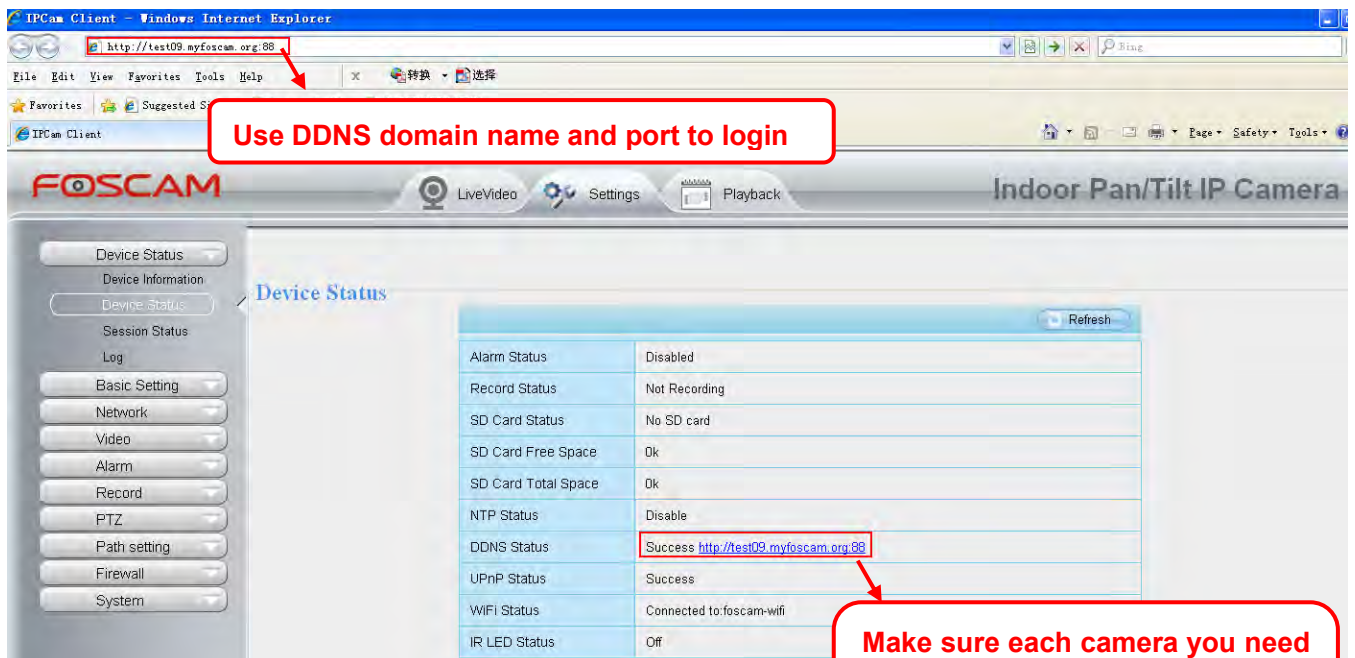 IPCam Client - Windows Internet Explorer
http://test09.myfoscam.org:88
Bing
File Edit View Favorites Tools Help x 转换 选择
Favorites Suggested Si
Use DDNS domain name and port to login
IPCam Client
Page Safety Tools
FOSCAM
LiveVideo Settings Playback
Indoor Pan/Tilt IP Camera
Device Status
Device Information
Device Status
Session Status
Log
Basic Setting
Network
Video
Alarm
Record
PTZ
Path setting
Firewall
System
Device Status
Refresh
Alarm Status Disabled
Record Status Not Recording
SD Card Status No SD card
SD Card Free Space 0k
SD Card Total Space 0k
NTP Status Disable
DDNS Status Success http://test09.myfoscam.org:88
UPnP Status Success
WiFi Status Connected to:foscam-wifi
IR LED Status Off
Make sure each camera you need